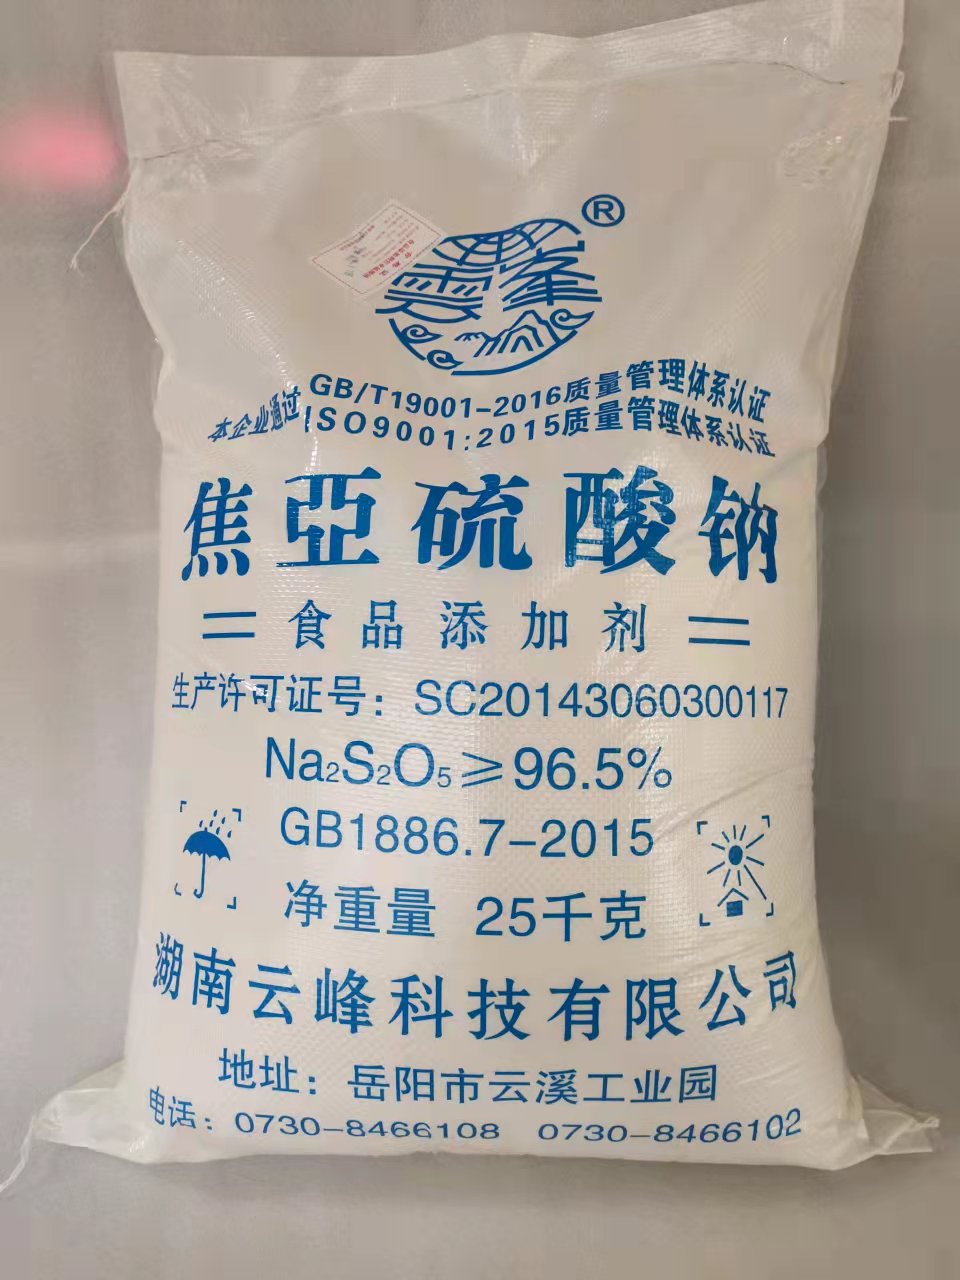 ®
雲峯
本企业通过
GB/T19001-2016质量管理体系认证
ISO9001:2015质量管理体系认证
焦亞硫酸钠
食品添加剂
生产许可证号：SC20143060300117
Na₂S₂O₅≥96.5%
GB1886.7-2015
净重量 25千克
湖南云峰科技有限公司
地址：岳阳市云溪工业园
电话：0730-8466108 0730-8466102